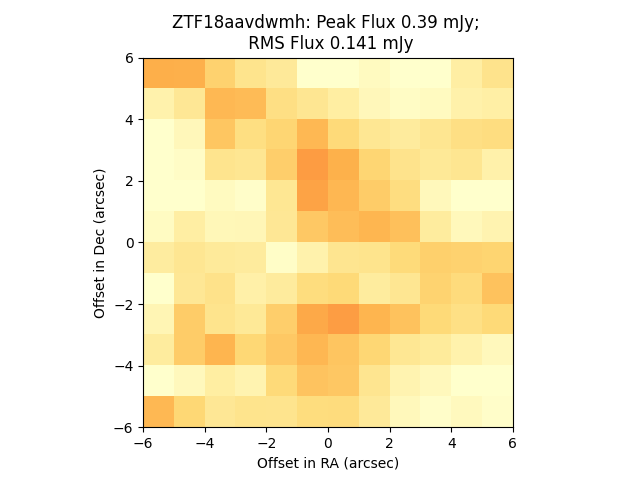 ZTF18aavdwmh: Peak Flux 0.39 mJy;
RMS Flux 0.141 mJy
6
4
2
0
−2
−4
−6
Offset in Dec (arcsec)
−6 −4 −2 0 2 4 6
Offset in RA (arcsec)